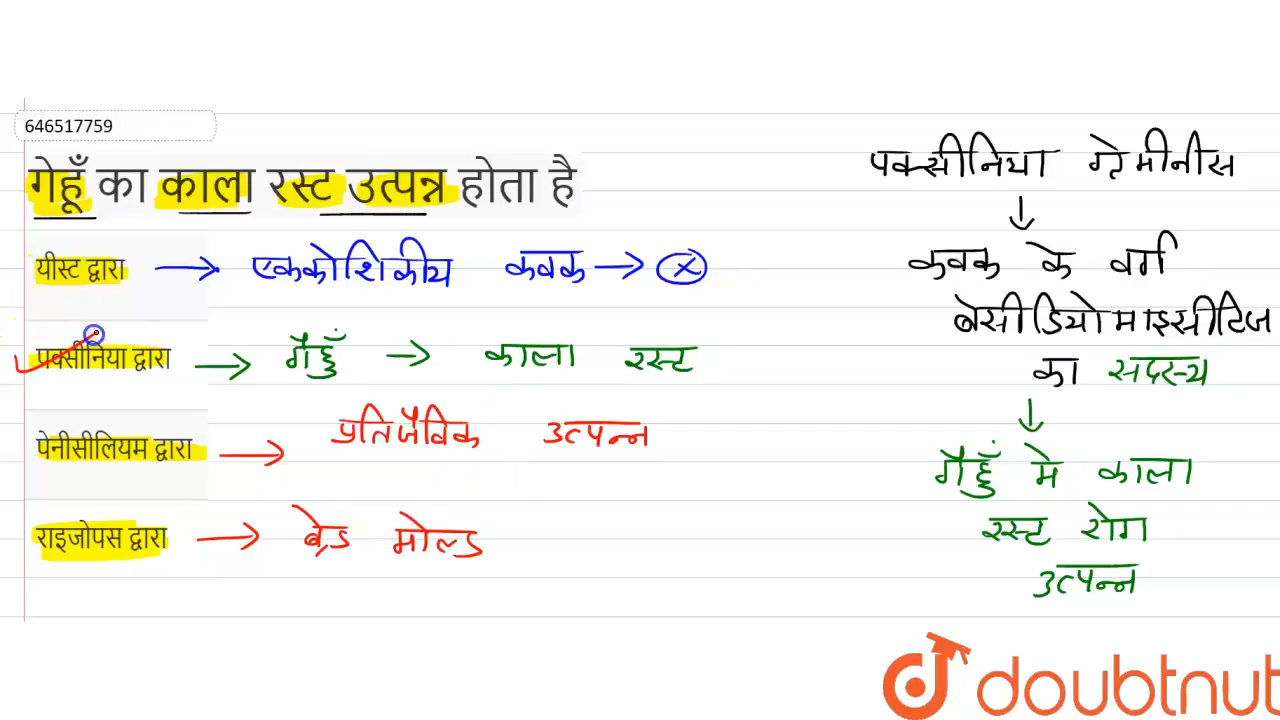 646517759
गेहूँ का काला रस्ट उत्पन्न होता है
यीस्ट द्वारा → एककोशिकीय कवक → ⓧ
पक्सीनिया द्वारा → गैहुँ → काला रस्ट
पेनीसीलियम द्वारा → प्रतिजैविक उत्पन्न
राइजोपस द्वारा → ब्रेड मोल्ड
पक्सीनिया ग्रेमीनीस
↓
कवक के वर्ग
बेसीडियोमाइसीटिज
का सदस्य
↓
गैहुँ मे काला
रस्ट रोग
उत्पन्न
doubtnut